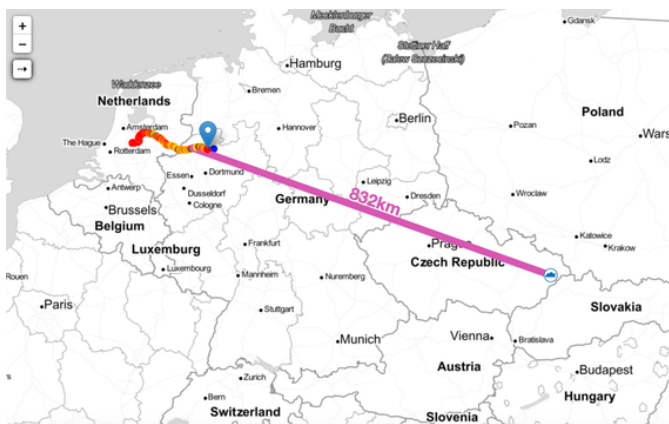 +
−
Mecklenburger
Bucht
Gdansk
Stettiner Haff
(Zalew Szczecinski)
Hamburg
Waddenzee
Bremen
Netherlands
Amsterdam
The Hague
Rotterdam
Hannover
Berlin
Poland
Poznan
Wars
Lodz
Essen
Dortmund
Dusseldorf
Cologne
Antwerp
Brussels
Belgium
Germany
Leipzig
Dresden
Wroclaw
832km
Luxemburg
Luxembourg
Frankfurt
Mannheim
Nuremberg
Prague
Czech Republic
Katowice
Krakow
Rouen
Paris
Stuttgart
Munich
Slovakia
Vienna
Bratislava
Austria
Budapest
Hungary
Zurich
Bern
Switzerland
Slovenia